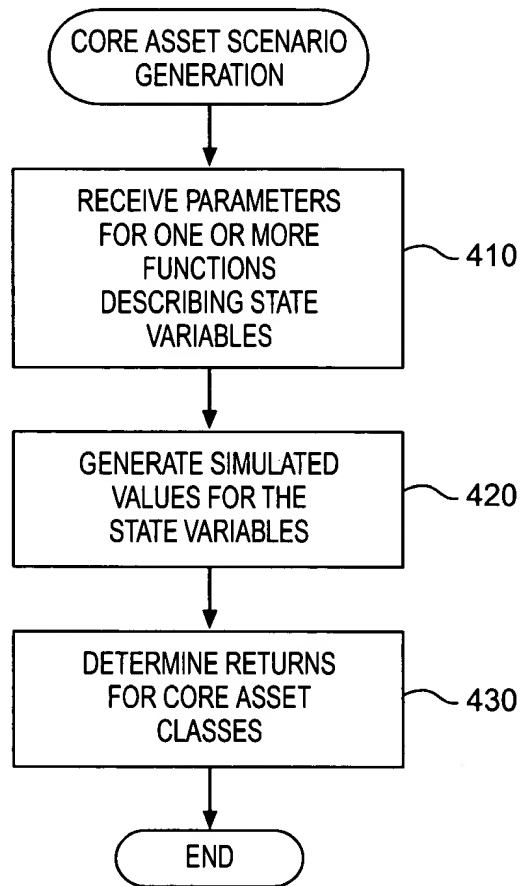 CORE ASSET SCENARIO
GENERATION
RECEIVE PARAMETERS
FOR ONE OR MORE
FUNCTIONS
DESCRIBING STATE
VARIABLES
410
GENERATE SIMULATED
VALUES FOR THE
STATE VARIABLES
420
DETERMINE RETURNS
FOR CORE ASSET
CLASSES
430
END